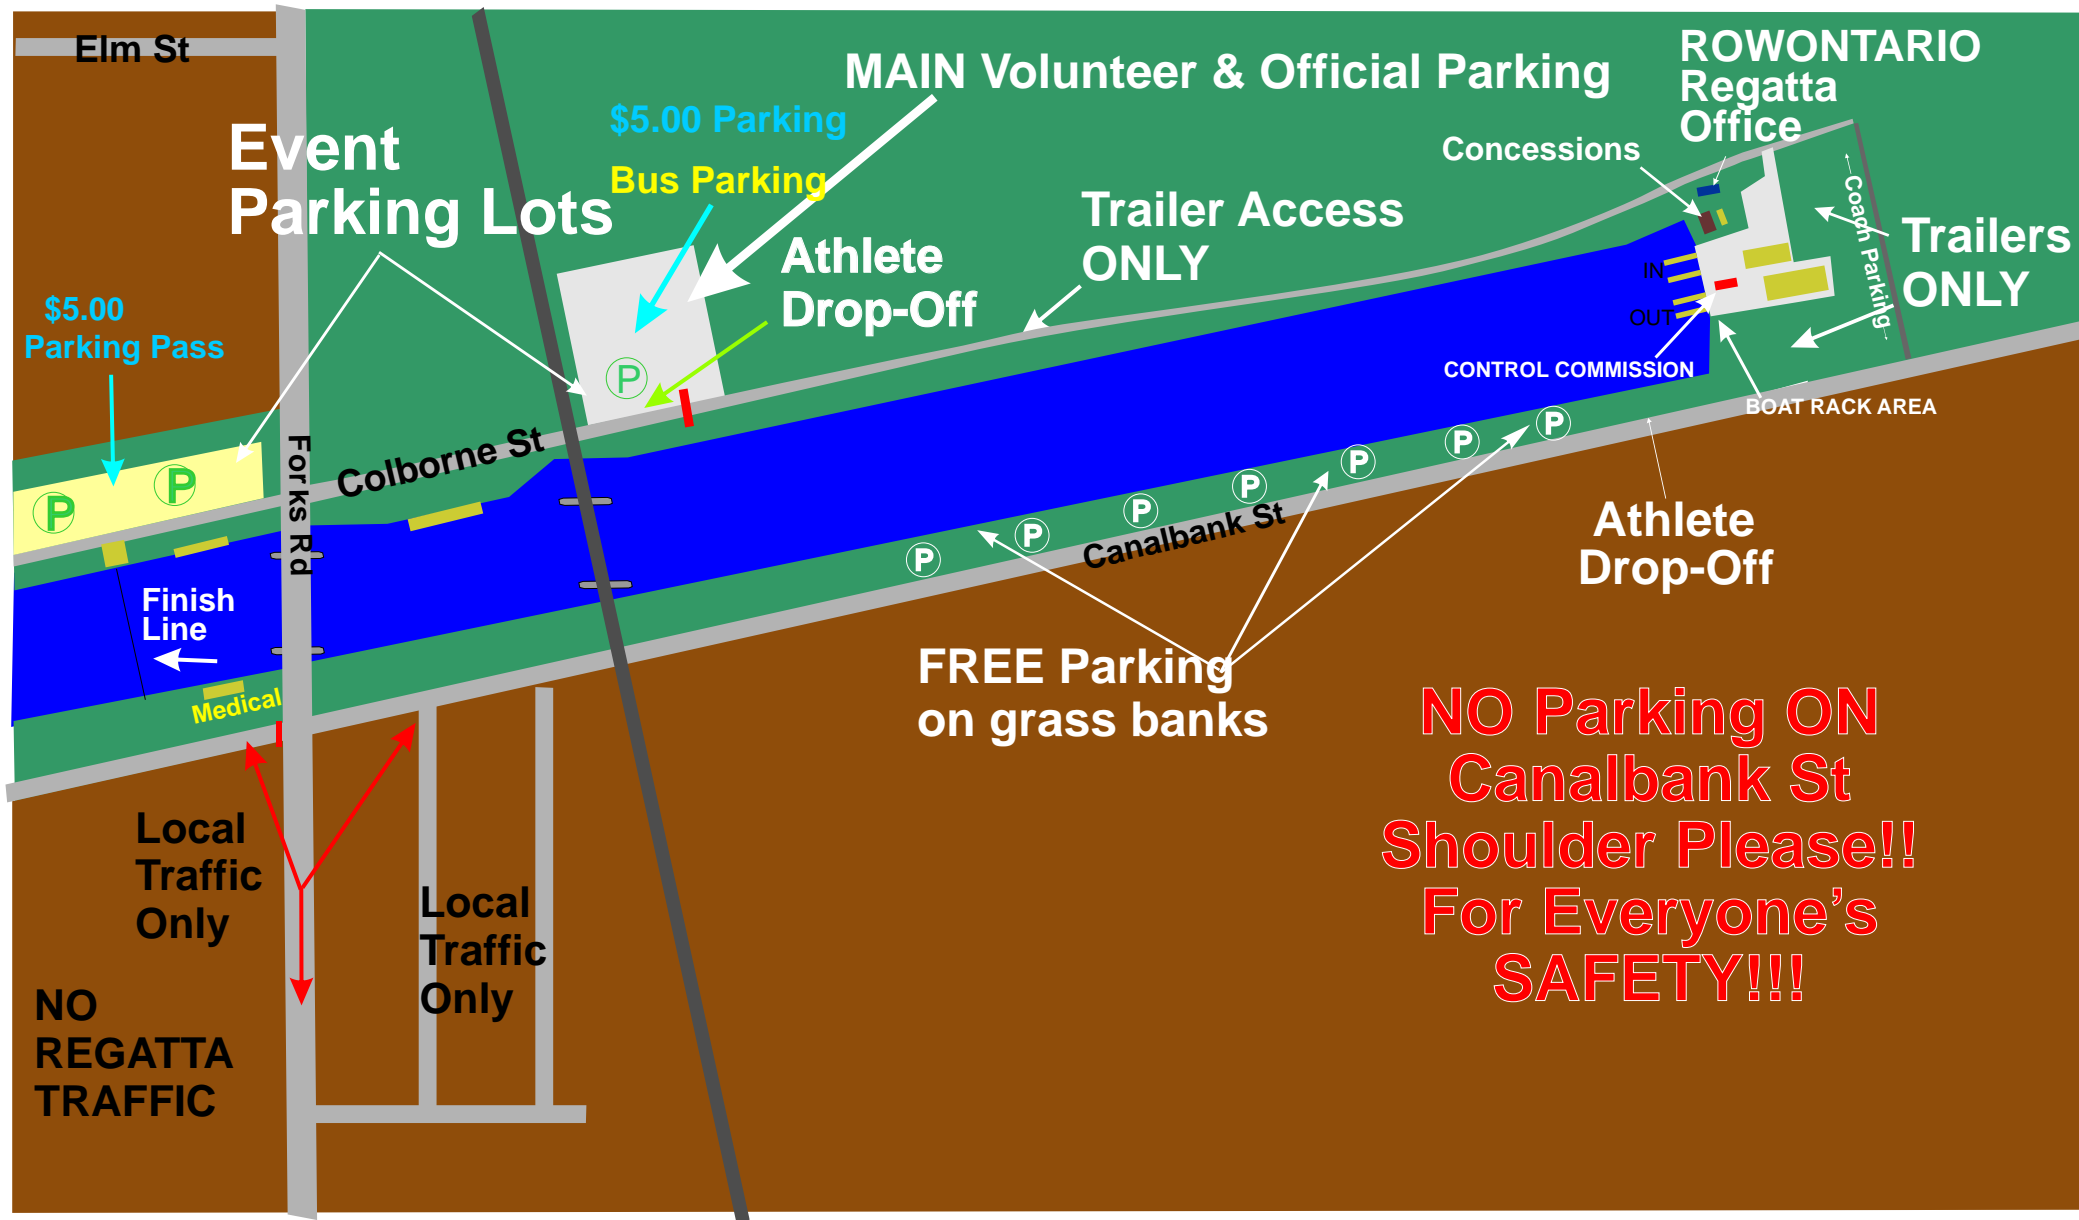 Elm St
MAIN Volunteer & Official Parking
ROWONTARIO
Regatta
Office
$5.00 Parking
Bus Parking
Concessions
Event
Parking Lots
Trailer Access
ONLY
Coach Parking
Trailers
ONLY
Athlete
Drop-Off
IN
OUT
$5.00
Parking Pass
P
CONTROL COMMISSION
BOAT RACK AREA
Forks Rd
Colborne St
P
P
P
P
P
P
P
P
P
Canalbank St
Athlete
Drop-Off
Finish
Line
Medical
FREE Parking
on grass banks
NO Parking ON
Canalbank St
Shoulder Please!!
For Everyone’s
SAFETY!!!
Local
Traffic
Only
Local
Traffic
Only
NO
REGATTA
TRAFFIC